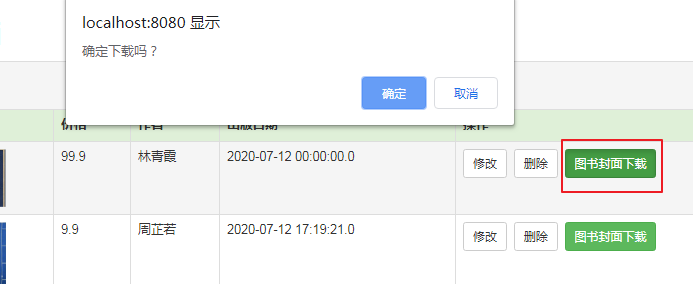 localhost:8080 显示
确定下载吗？
确定 取消
价格 作者 出版日期 操作
99.9 林青霞 2020-07-12 00:00:00.0 修改 删除 图书封面下载
9.9 周芷若 2020-07-12 17:19:21.0 修改 删除 图书封面下载